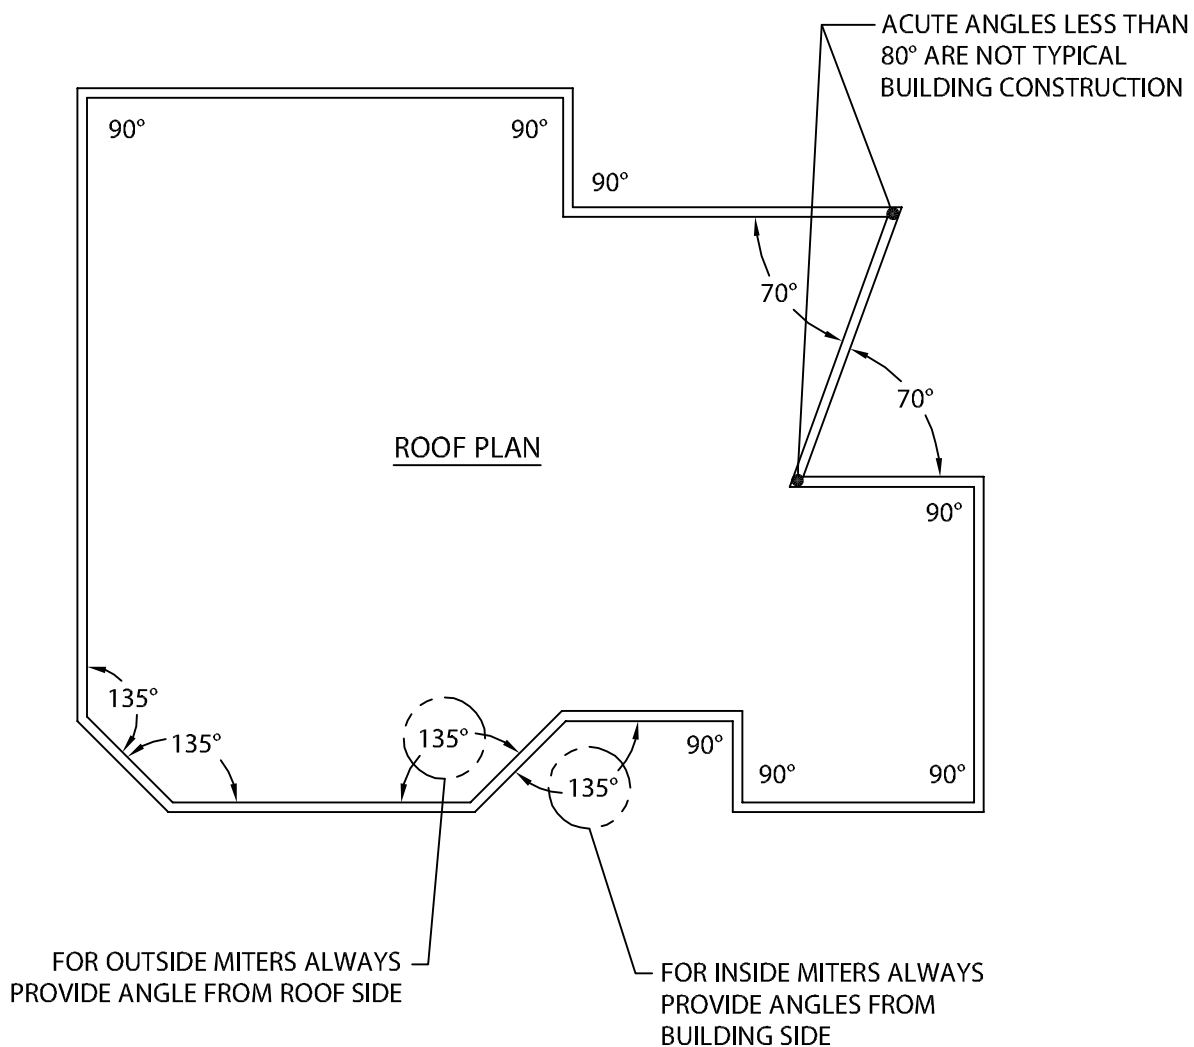 ACUTE ANGLES LESS THAN
80° ARE NOT TYPICAL
BUILDING CONSTRUCTION
90°
90°
90°
70°
70°
ROOF PLAN
90°
135°
135°
135°
90°
135°
90°
90°
FOR OUTSIDE MITERS ALWAYS
PROVIDE ANGLE FROM ROOF SIDE
FOR INSIDE MITERS ALWAYS
PROVIDE ANGLES FROM
BUILDING SIDE